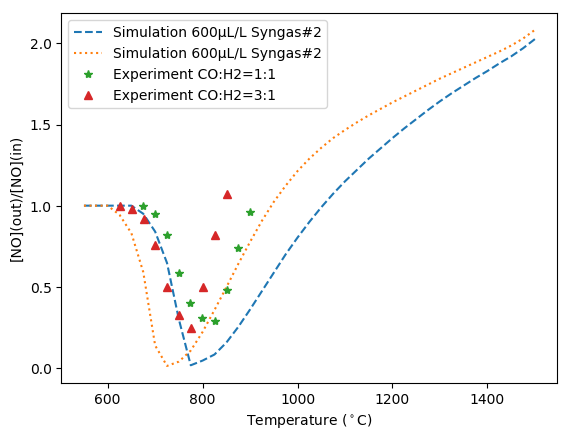 Simulation 600μL/L Syngas#2
Simulation 600μL/L Syngas#2
Experiment CO:H2=1:1
Experiment CO:H2=3:1
2.0
1.5
1.0
0.5
0.0
[NO](out)/[NO](in)
600
800
1000
1200
1400
Temperature (°C)